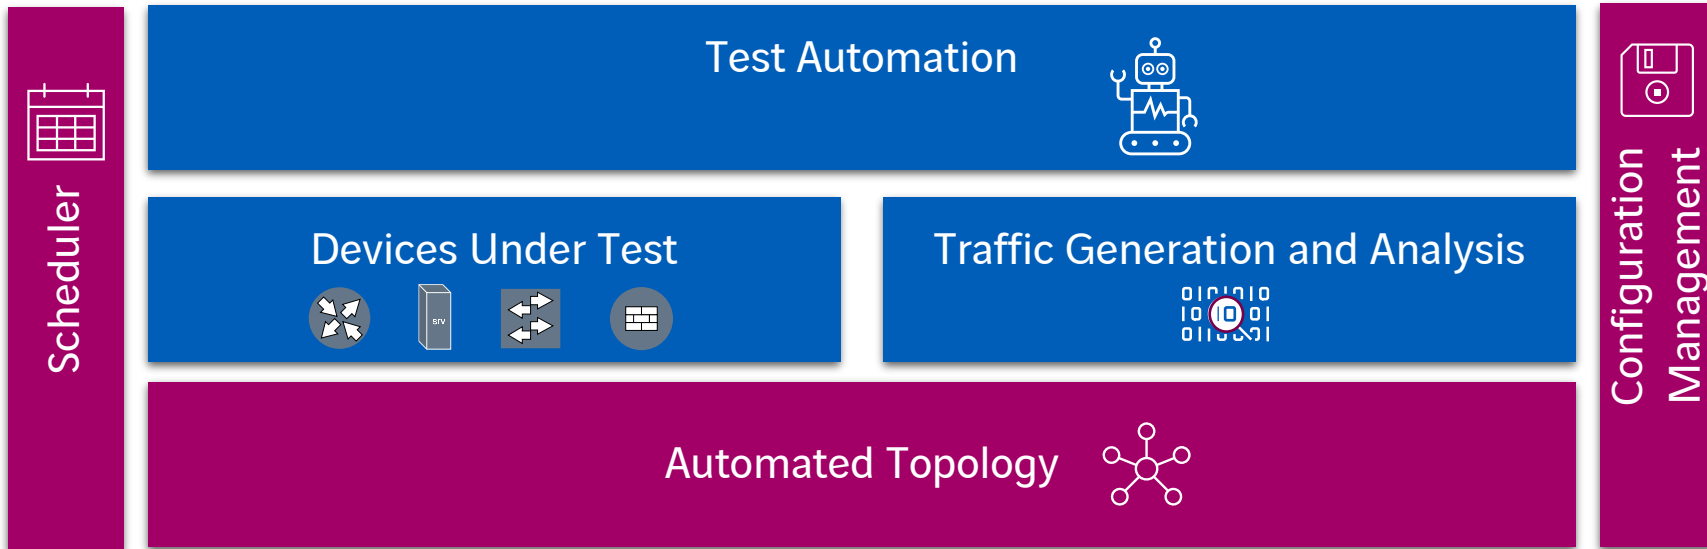 Scheduler
Test Automation
Devices Under Test
srv
Traffic Generation and Analysis
Automated Topology
Configuration
Management